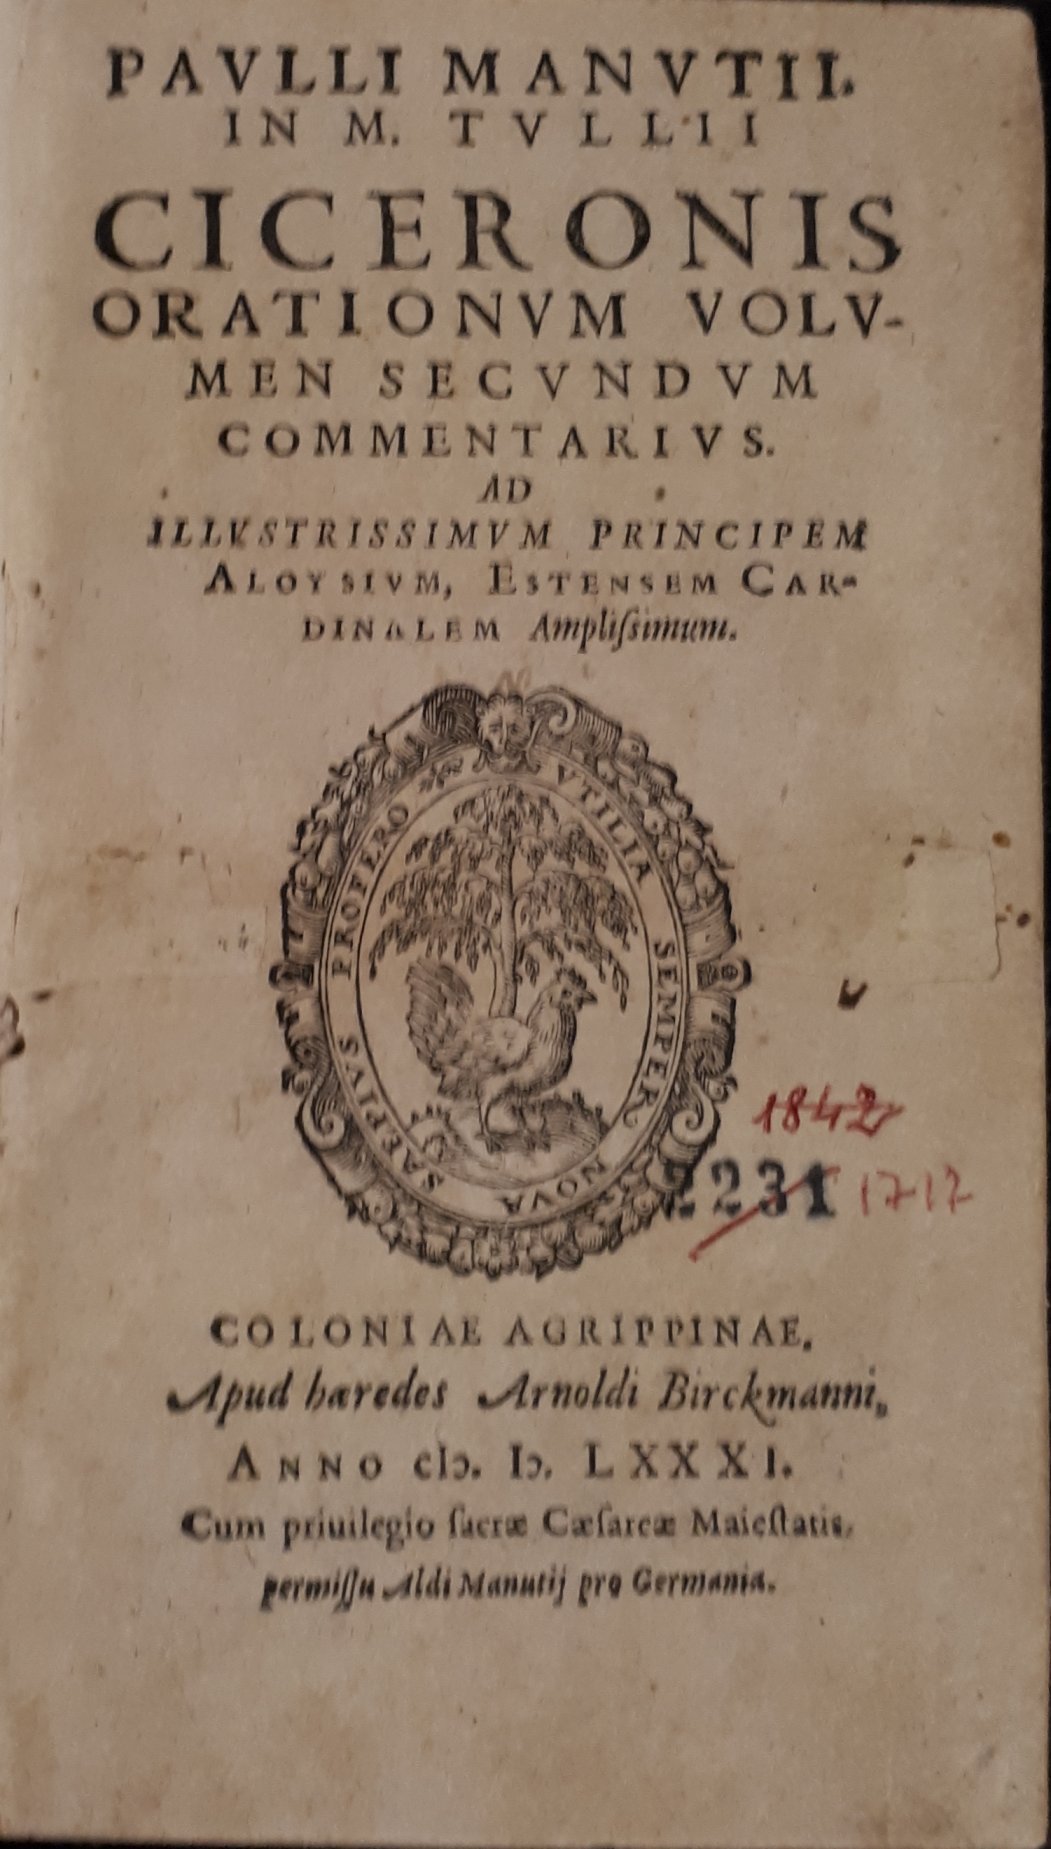 PAVLLI MANVTII.
IN M. TVLLII
CICERONIS
ORATIONVM VOLV-
MEN SECVNDVM
COMMENTARIVS.
AD
ILLVSTRISSIMVM PRINCIPEM
ALOYSIVM, ESTENSEM CAR-
DINALEM Ampliſsimum.
VTILIA SEMPER NOVA SAEPIVS PROFERO
1842
2231 1717
COLONIAE AGRIPPINAE.
Apud hæredes Arnoldi Birckmanni,
ANNO cIↄ. Iↄ. LXXXI.
Cum priuilegio ſacræ Cæſareæ Maieſtatis,
permiſſu Aldi Manutij pro Germania.